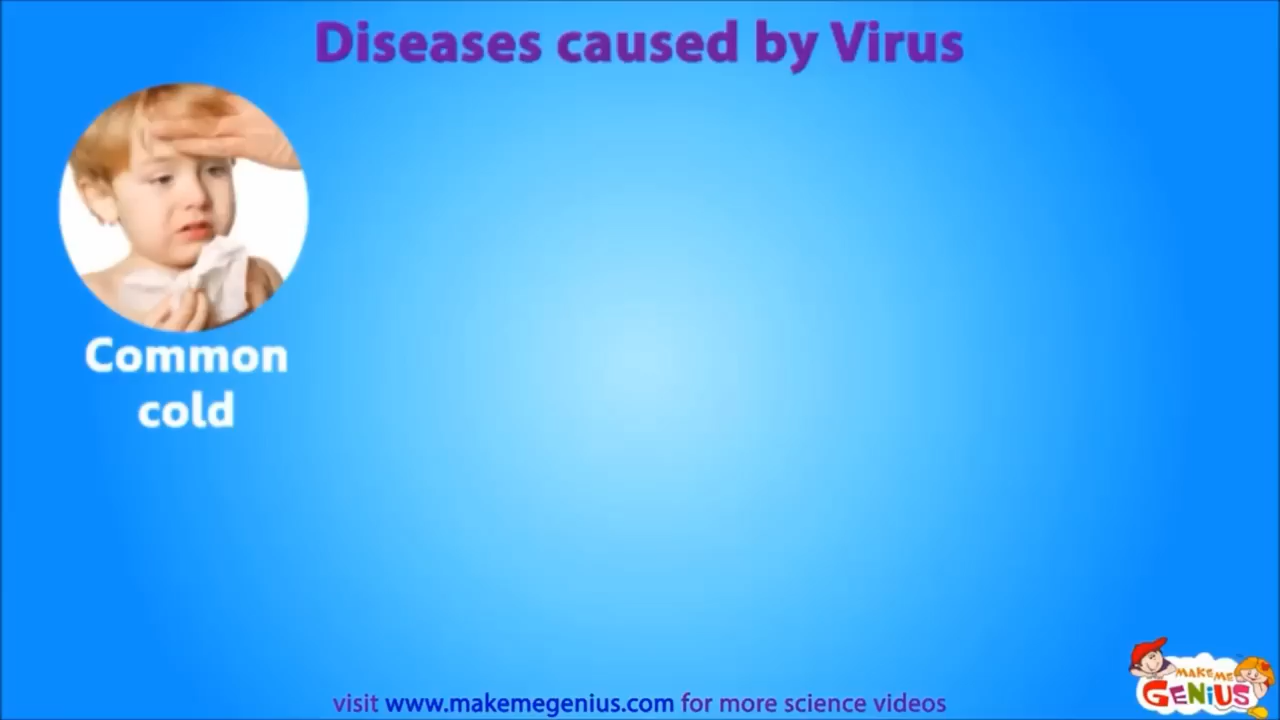 Diseases caused by Virus
Common
cold
visit www.makemegenius.com for more science videos
MAKE ME
GENiUS